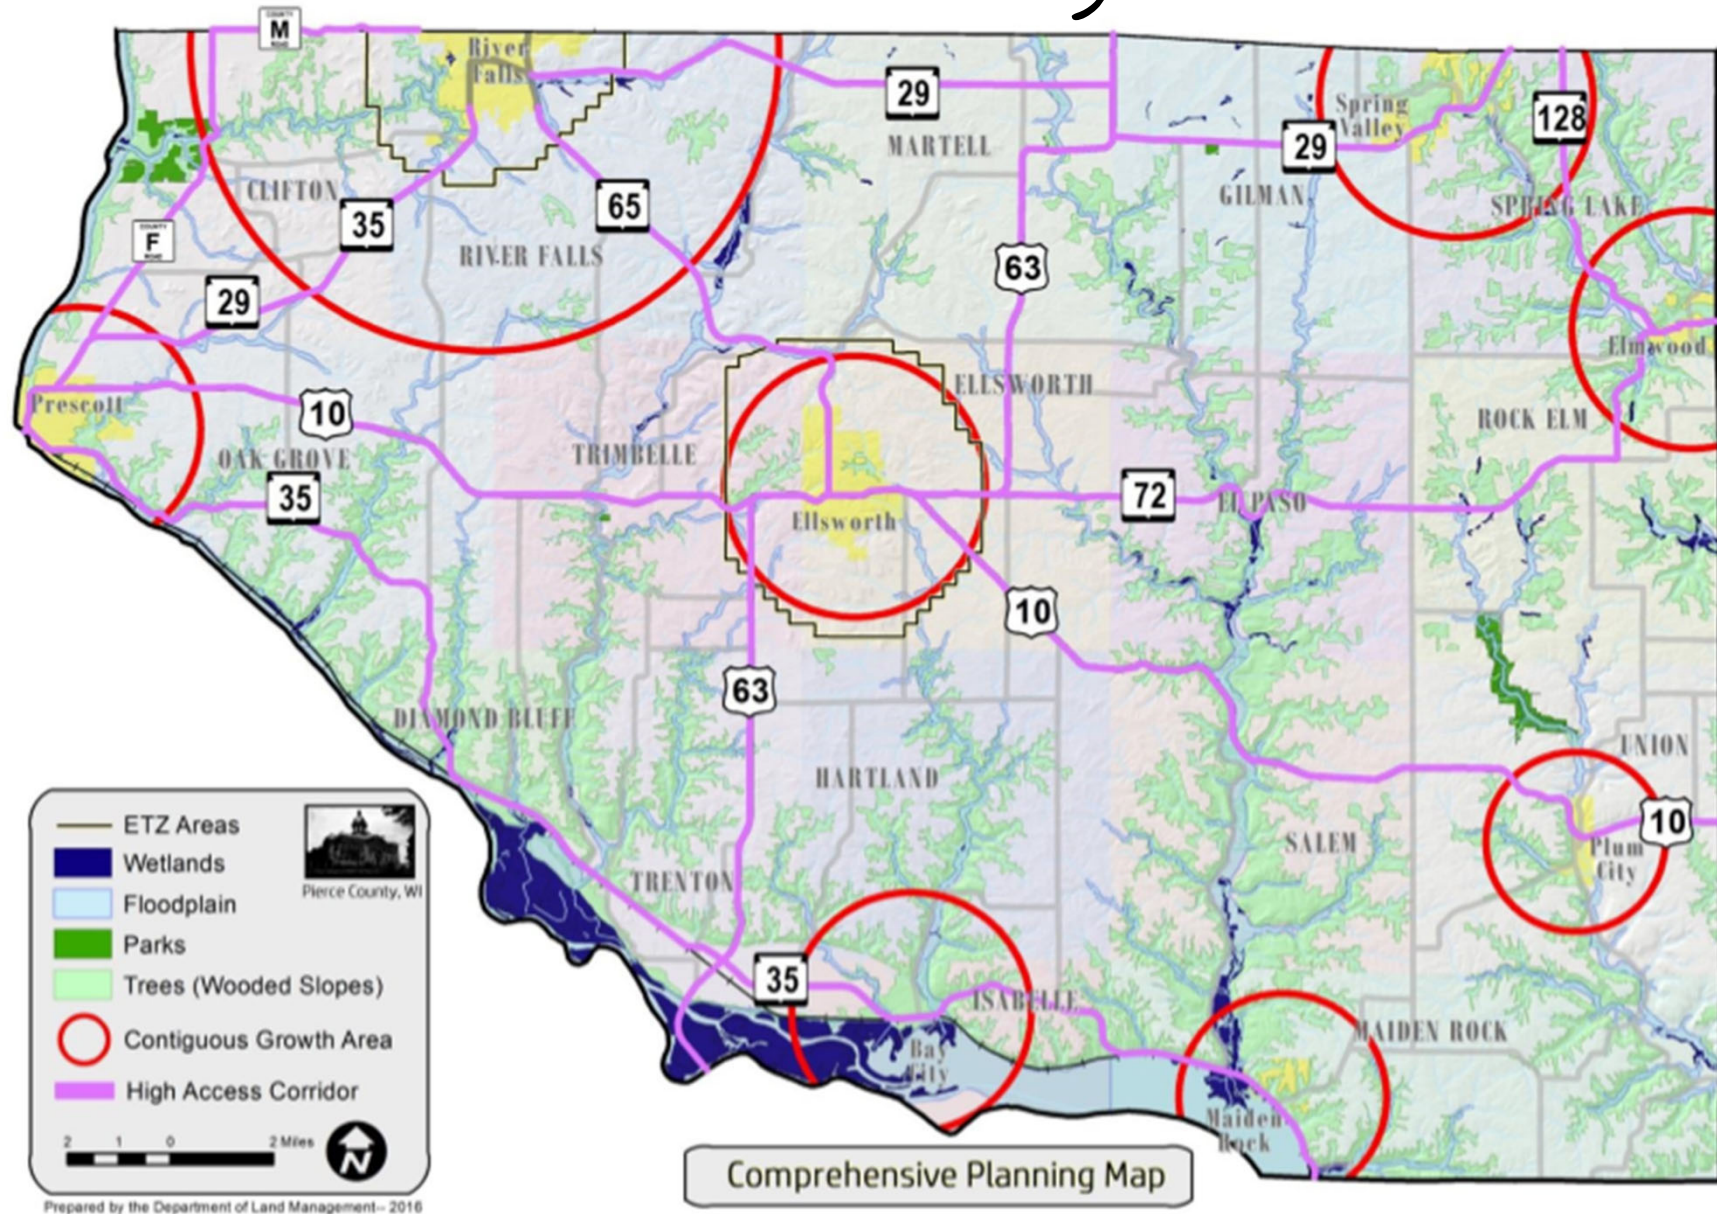 COUNTY
M
ROAD
River
Falls
29
MARTELL
Spring
Valley
128
29
CLIFTON
35
65
GILMAN
SPRING LAKE
COUNTY
F
ROAD
RIVER FALLS
63
29
Elmwood
ELLSWORTH
Prescott
10
ROCK ELM
OAK GROVE
TRIMBELLE
35
72
EL PASO
Ellsworth
10
63
DIAMOND BLUFF
UNION
HARTLAND
10
SALEM
Plum
City
TRENTON
35
ISABELLE
MAIDEN ROCK
Bay
City
Maiden
Rock
ETZ Areas
Wetlands
Floodplain
Parks
Trees (Wooded Slopes)
Contiguous Growth Area
High Access Corridor
Pierce County, WI
2 1 0 2 Miles
N
Comprehensive Planning Map
Prepared by the Department of Land Management-- 2016